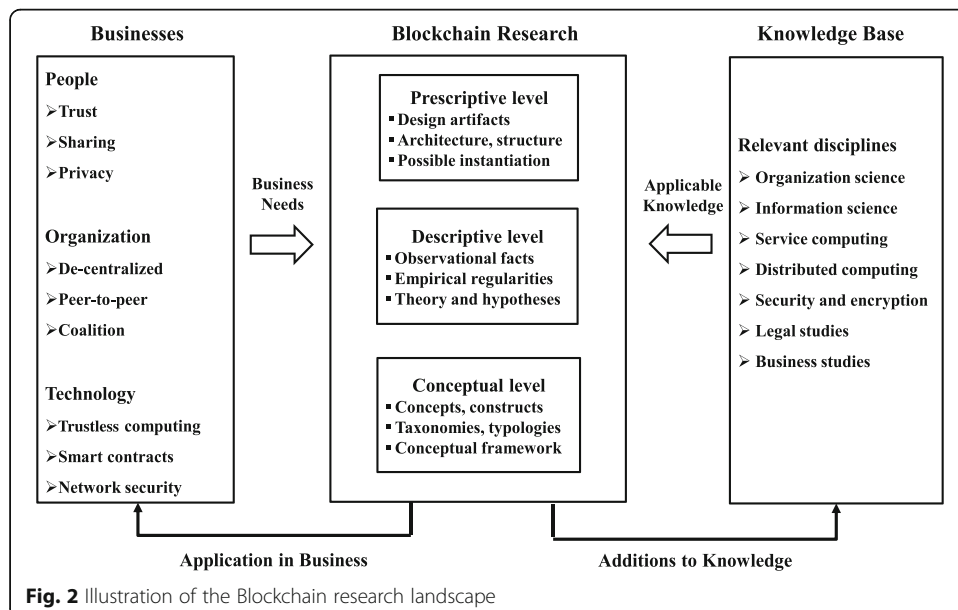 Businesses
People
➢Trust
➢Sharing
➢Privacy
Organization
➢De-centralized
➢Peer-to-peer
➢Coalition
Technology
➢Trustless computing
➢Smart contracts
➢Network security
Business
Needs
Blockchain Research
Prescriptive level
▪ Design artifacts
▪ Architecture, structure
▪ Possible instantiation
Descriptive level
▪ Observational facts
▪ Empirical regularities
▪ Theory and hypotheses
Conceptual level
▪ Concepts, constructs
▪ Taxonomies, typologies
▪ Conceptual framework
Applicable
Knowledge
Knowledge Base
Relevant disciplines
➢ Organization science
➢ Information science
➢ Service computing
➢ Distributed computing
➢ Security and encryption
➢ Legal studies
➢ Business studies
Application in Business
Additions to Knowledge
Fig. 2 Illustration of the Blockchain research landscape